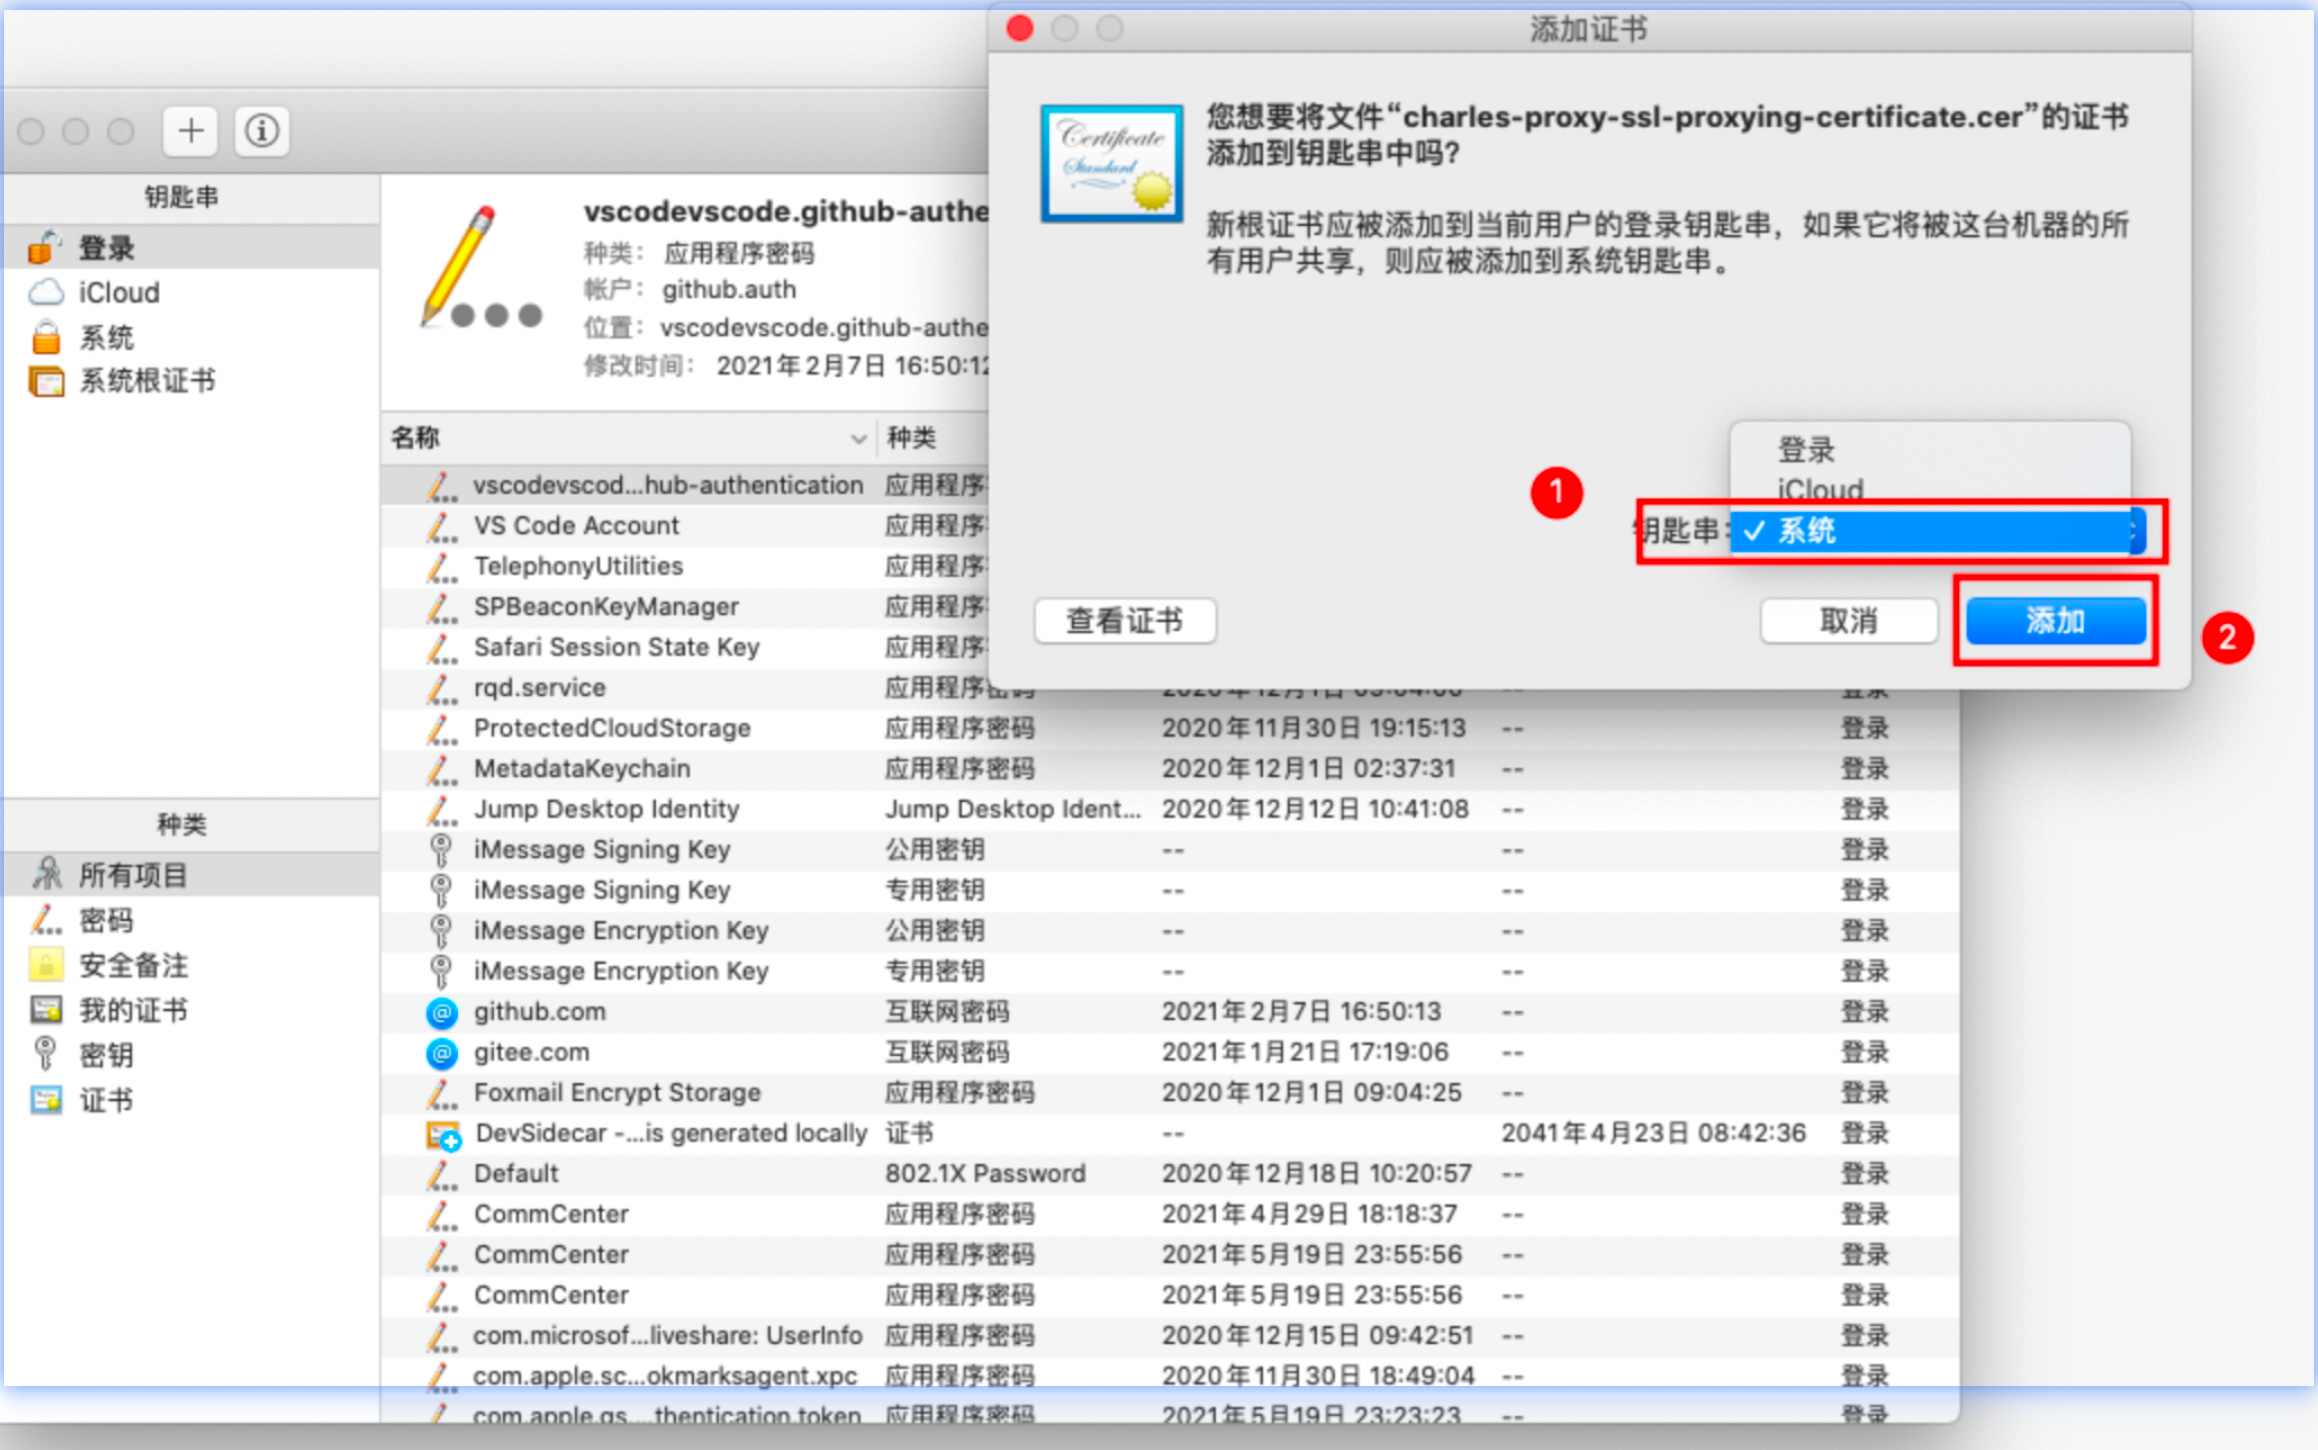 钥匙串
登录
iCloud
系统
系统根证书
种类
所有项目
密码
安全备注
我的证书
密钥
证书
vscodevscode.github-authe
种类： 应用程序密码
帐户： github.auth
位置： vscodevscode.github-authe
修改时间： 2021年2月7日 16:50:12
名称 种类
vscodevscod...hub-authentication 应用程序
VS Code Account 应用程序
TelephonyUtilities 应用程序
SPBeaconKeyManager 应用程序
Safari Session State Key 应用程序
rqd.service 应用程序密码 -- 登录
ProtectedCloudStorage 应用程序密码 2020年11月30日 19:15:13 -- 登录
MetadataKeychain 应用程序密码 2020年12月1日 02:37:31 -- 登录
Jump Desktop Identity Jump Desktop Ident... 2020年12月12日 10:41:08 -- 登录
iMessage Signing Key 公用密钥 -- -- 登录
iMessage Signing Key 专用密钥 -- -- 登录
iMessage Encryption Key 公用密钥 -- -- 登录
iMessage Encryption Key 专用密钥 -- -- 登录
github.com 互联网密码 2021年2月7日 16:50:13 -- 登录
gitee.com 互联网密码 2021年1月21日 17:19:06 -- 登录
Foxmail Encrypt Storage 应用程序密码 2020年12月1日 09:04:25 -- 登录
DevSidecar -...is generated locally 证书 -- 2041年4月23日 08:42:36 登录
Default 802.1X Password 2020年12月18日 10:20:57 -- 登录
CommCenter 应用程序密码 2021年4月29日 18:18:37 -- 登录
CommCenter 应用程序密码 2021年5月19日 23:55:56 -- 登录
CommCenter 应用程序密码 2021年5月19日 23:55:56 -- 登录
com.microsof...liveshare: UserInfo 应用程序密码 2020年12月15日 09:42:51 -- 登录
com.apple.sc...okmarksagent.xpc 应用程序密码 2020年11月30日 18:49:04 -- 登录
com.apple.gs....thentication.token 应用程序密码 2021年5月19日 23:23:23 -- 登录
添加证书
Certificate
Standard
您想要将文件“charles-proxy-ssl-proxying-certificate.cer”的证书
添加到钥匙串中吗？
新根证书应被添加到当前用户的登录钥匙串，如果它将被这台机器的所
有用户共享，则应被添加到系统钥匙串。
登录
iCloud
1
钥匙串： ✓ 系统
查看证书 取消 添加
2